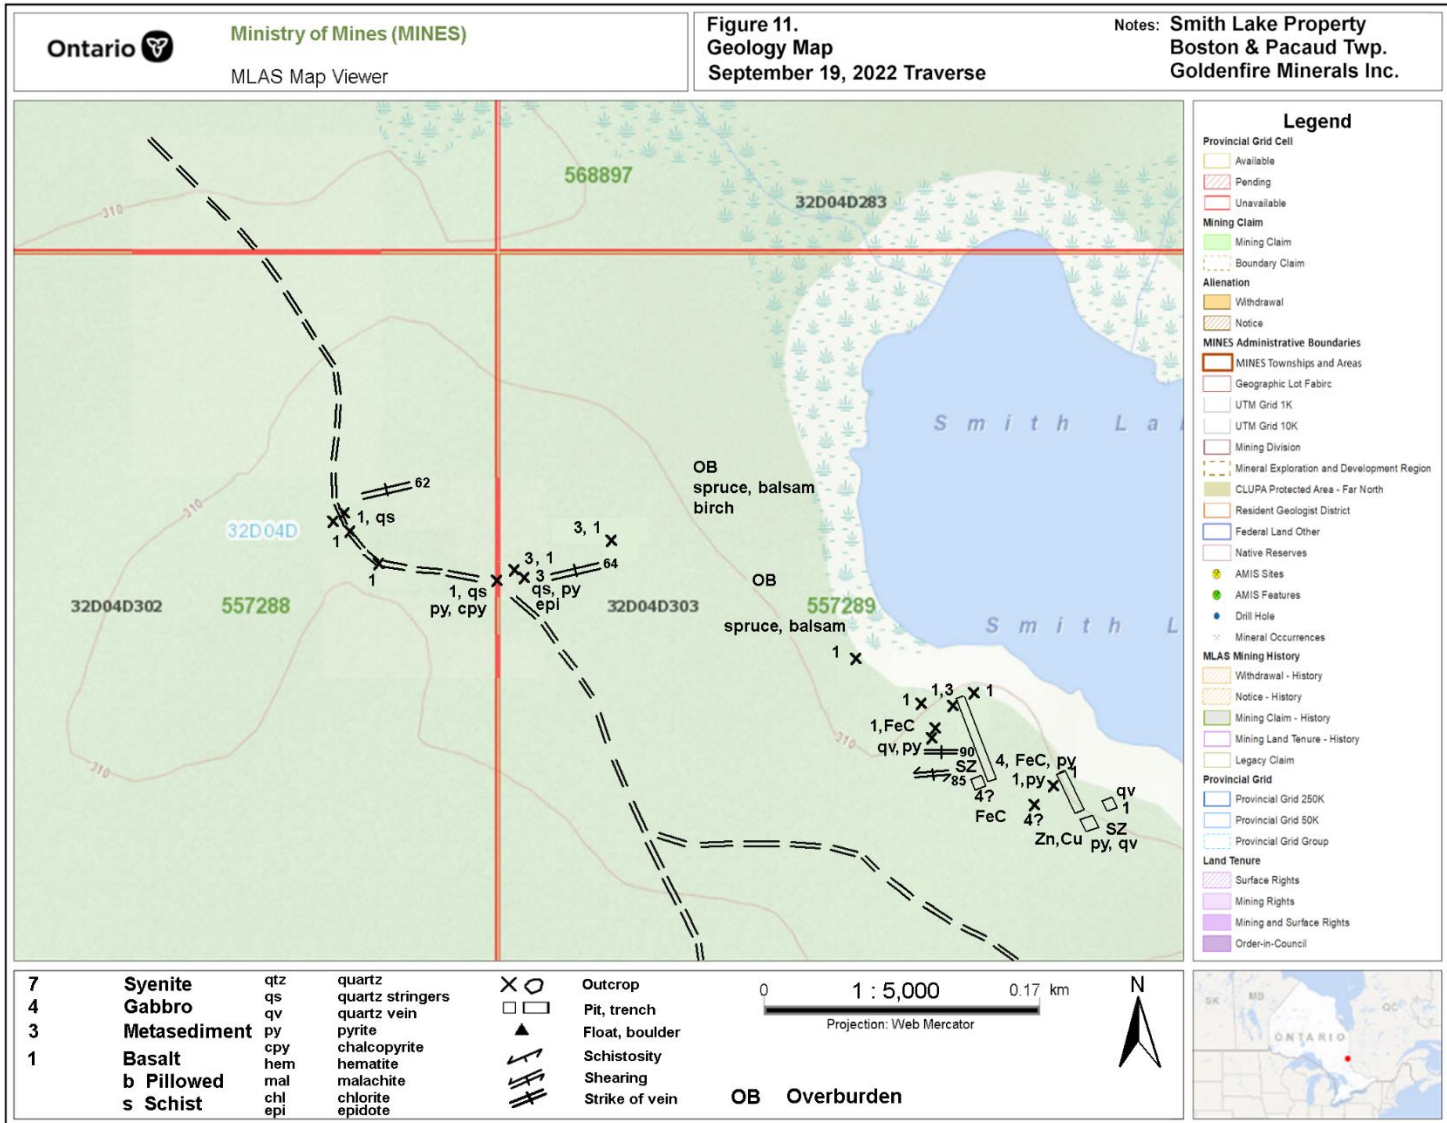 Ontario
Ministry of Mines (MINES)
MLAS Map Viewer
Figure 11.
Geology Map
September 19, 2022 Traverse
Notes: Smith Lake Property
Boston & Pacaud Twp.
Goldenfire Minerals Inc.
568897
32D04D283
310
Smith La
62
310
1, qs
32D04D
1
1
OB
spruce, balsam
birch
3, 1
3, 1
3
64
qs, py
epi
1, qs
py, cpy
OB
32D04D302
557288
32D04D303
557289
spruce, balsam
Smith L
1
1
1,3
1
1,FeC
310
qv, py
90
SZ
85
4, FeC, py
1
1,py
4?
FeC
4?
qv
1
SZ
Zn,Cu
py, qv
310
Legend
Provincial Grid Cell
Available
Pending
Unavailable
Mining Claim
Mining Claim
Boundary Claim
Alienation
Withdrawal
Notice
MINES Administrative Boundaries
MINES Townships and Areas
Geographic Lot Fabirc
UTM Grid 1K
UTM Grid 10K
Mining Division
Mineral Exploration and Development Region
CLUPA Protected Area - Far North
Resident Geologist District
Federal Land Other
Native Reserves
AMIS Sites
AMIS Features
Drill Hole
Mineral Occurrences
MLAS Mining History
Withdrawal - History
Notice - History
Mining Claim - History
Mining Land Tenure - History
Legacy Claim
Provincial Grid
Provincial Grid 250K
Provincial Grid 50K
Provincial Grid Group
Land Tenure
Surface Rights
Mining Rights
Mining and Surface Rights
Order-in-Council
7 Syenite
4 Gabbro
3 Metasediment
1 Basalt
b Pillowed
s Schist
qtz quartz
qs quartz stringers
qv quartz vein
py pyrite
cpy chalcopyrite
hem hematite
mal malachite
chl chlorite
epi epidote
Outcrop
Pit, trench
Float, boulder
Schistosity
Shearing
Strike of vein
0 1 : 5,000 0.17 km
Projection: Web Mercator
OB Overburden
N
SK
MB
ONTARIO
QC